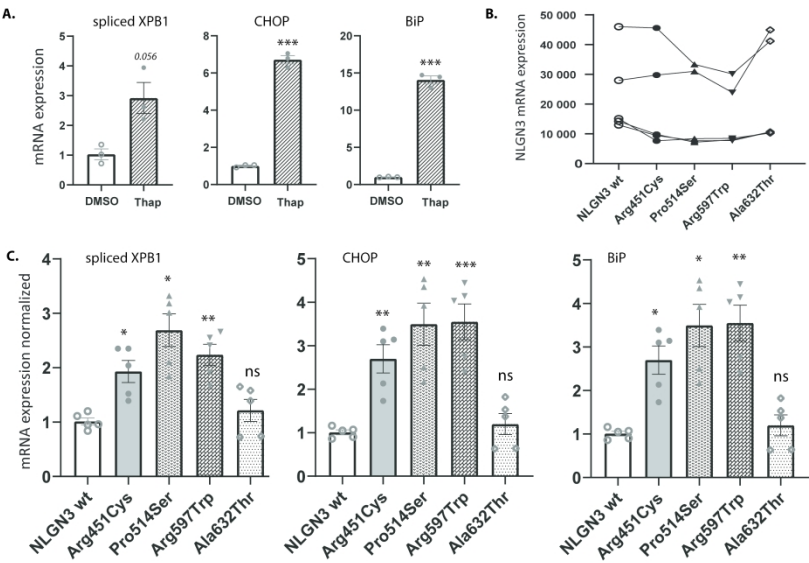 A.
spliced XPB1
CHOP
BiP
mRNA expression
5
4
3
2
1
0
0.056
DMSO
Thap
8
6
4
2
0
***
DMSO
Thap
20
15
10
5
0
***
DMSO
Thap
B.
NLGN3 mRNA expression
50 000
40 000
30 000
20 000
10 000
0
NLGN3 wt
Arg451Cys
Pro514Ser
Arg597Trp
Ala632Thr
C.
mRNA expression normalized
spliced XPB1
4
3
2
1
0
*
*
**
ns
NLGN3 wt
Arg451Cys
Pro514Ser
Arg597Trp
Ala632Thr
CHOP
5
4
3
2
1
0
**
**
***
ns
NLGN3 wt
Arg451Cys
Pro514Ser
Arg597Trp
Ala632Thr
BiP
5
4
3
2
1
0
*
*
**
ns
NLGN3 wt
Arg451Cys
Pro514Ser
Arg597Trp
Ala632Thr